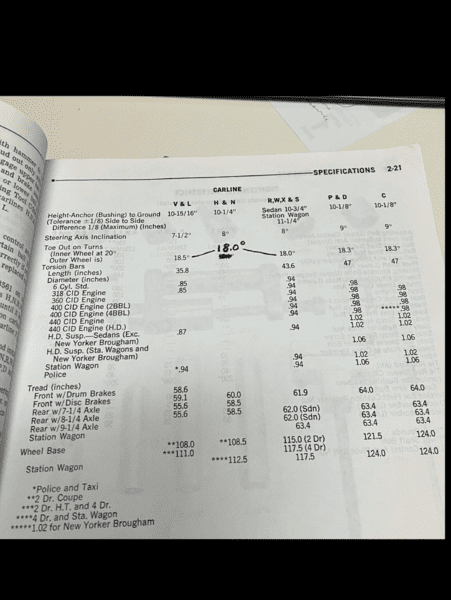 SPECIFICATIONS 2-21
CARLINE
V & L H & N R,W,X & S P & D C
Height-Anchor (Bushing) to Ground 10-15/16" 10-1/4" Sedan 10-3/4" 10-1/8" 10-1/8"
(Tolerance ±1/8) Side to Side Station Wagon
Difference 1/8 (Maximum) (Inches) 11-1/4"
Steering Axis Inclination 7-1/2° 8° 8° 9° 9°
Toe Out on Turns
(Inner Wheel at 20°
Outer Wheel is) 18.5° 18.0° 18.0° 18.3° 18.3°
Torsion Bars
Length (inches) 35.8 43.6 47 47
Diameter (inches)
6 Cyl. Std. .85 .94
318 CID Engine .85 .94 .98 .98
360 CID Engine .94 .98 .98
400 CID Engine (2BBL) .94 .98 .98
400 CID Engine (4BBL) .94 .98 *****.98
440 CID Engine .94 1.02 1.02
440 CID Engine (H.D.) 1.02 1.02
H.D. Susp.—Sedans (Exc. .87 .94
New Yorker Brougham) 1.06 1.06
H.D. Susp. (Sta. Wagons and
New Yorker Brougham)
Station Wagon .94 1.02 1.02
Police *.94 .94 1.06 1.06
Tread (inches)
Front w/Drum Brakes 58.6
Front w/Disc Brakes 59.1 60.0 61.9 64.0 64.0
Rear w/7-1/4 Axle 55.6 58.5
Rear w/8-1/4 Axle 55.6 58.5 62.0 (Sdn) 63.4 63.4
Rear w/9-1/4 Axle 62.0 (Sdn) 63.4 63.4
Station Wagon 63.4 63.4 63.4
Wheel Base **108.0 **108.5 115.0 (2 Dr) 121.5 124.0
***111.0 ****112.5 117.5 (4 Dr)
Station Wagon 117.5 124.0 124.0
*Police and Taxi
**2 Dr. Coupe
***2 Dr. H.T. and 4 Dr.
****4 Dr. and Sta. Wagon
*****1.02 for New Yorker Brougham